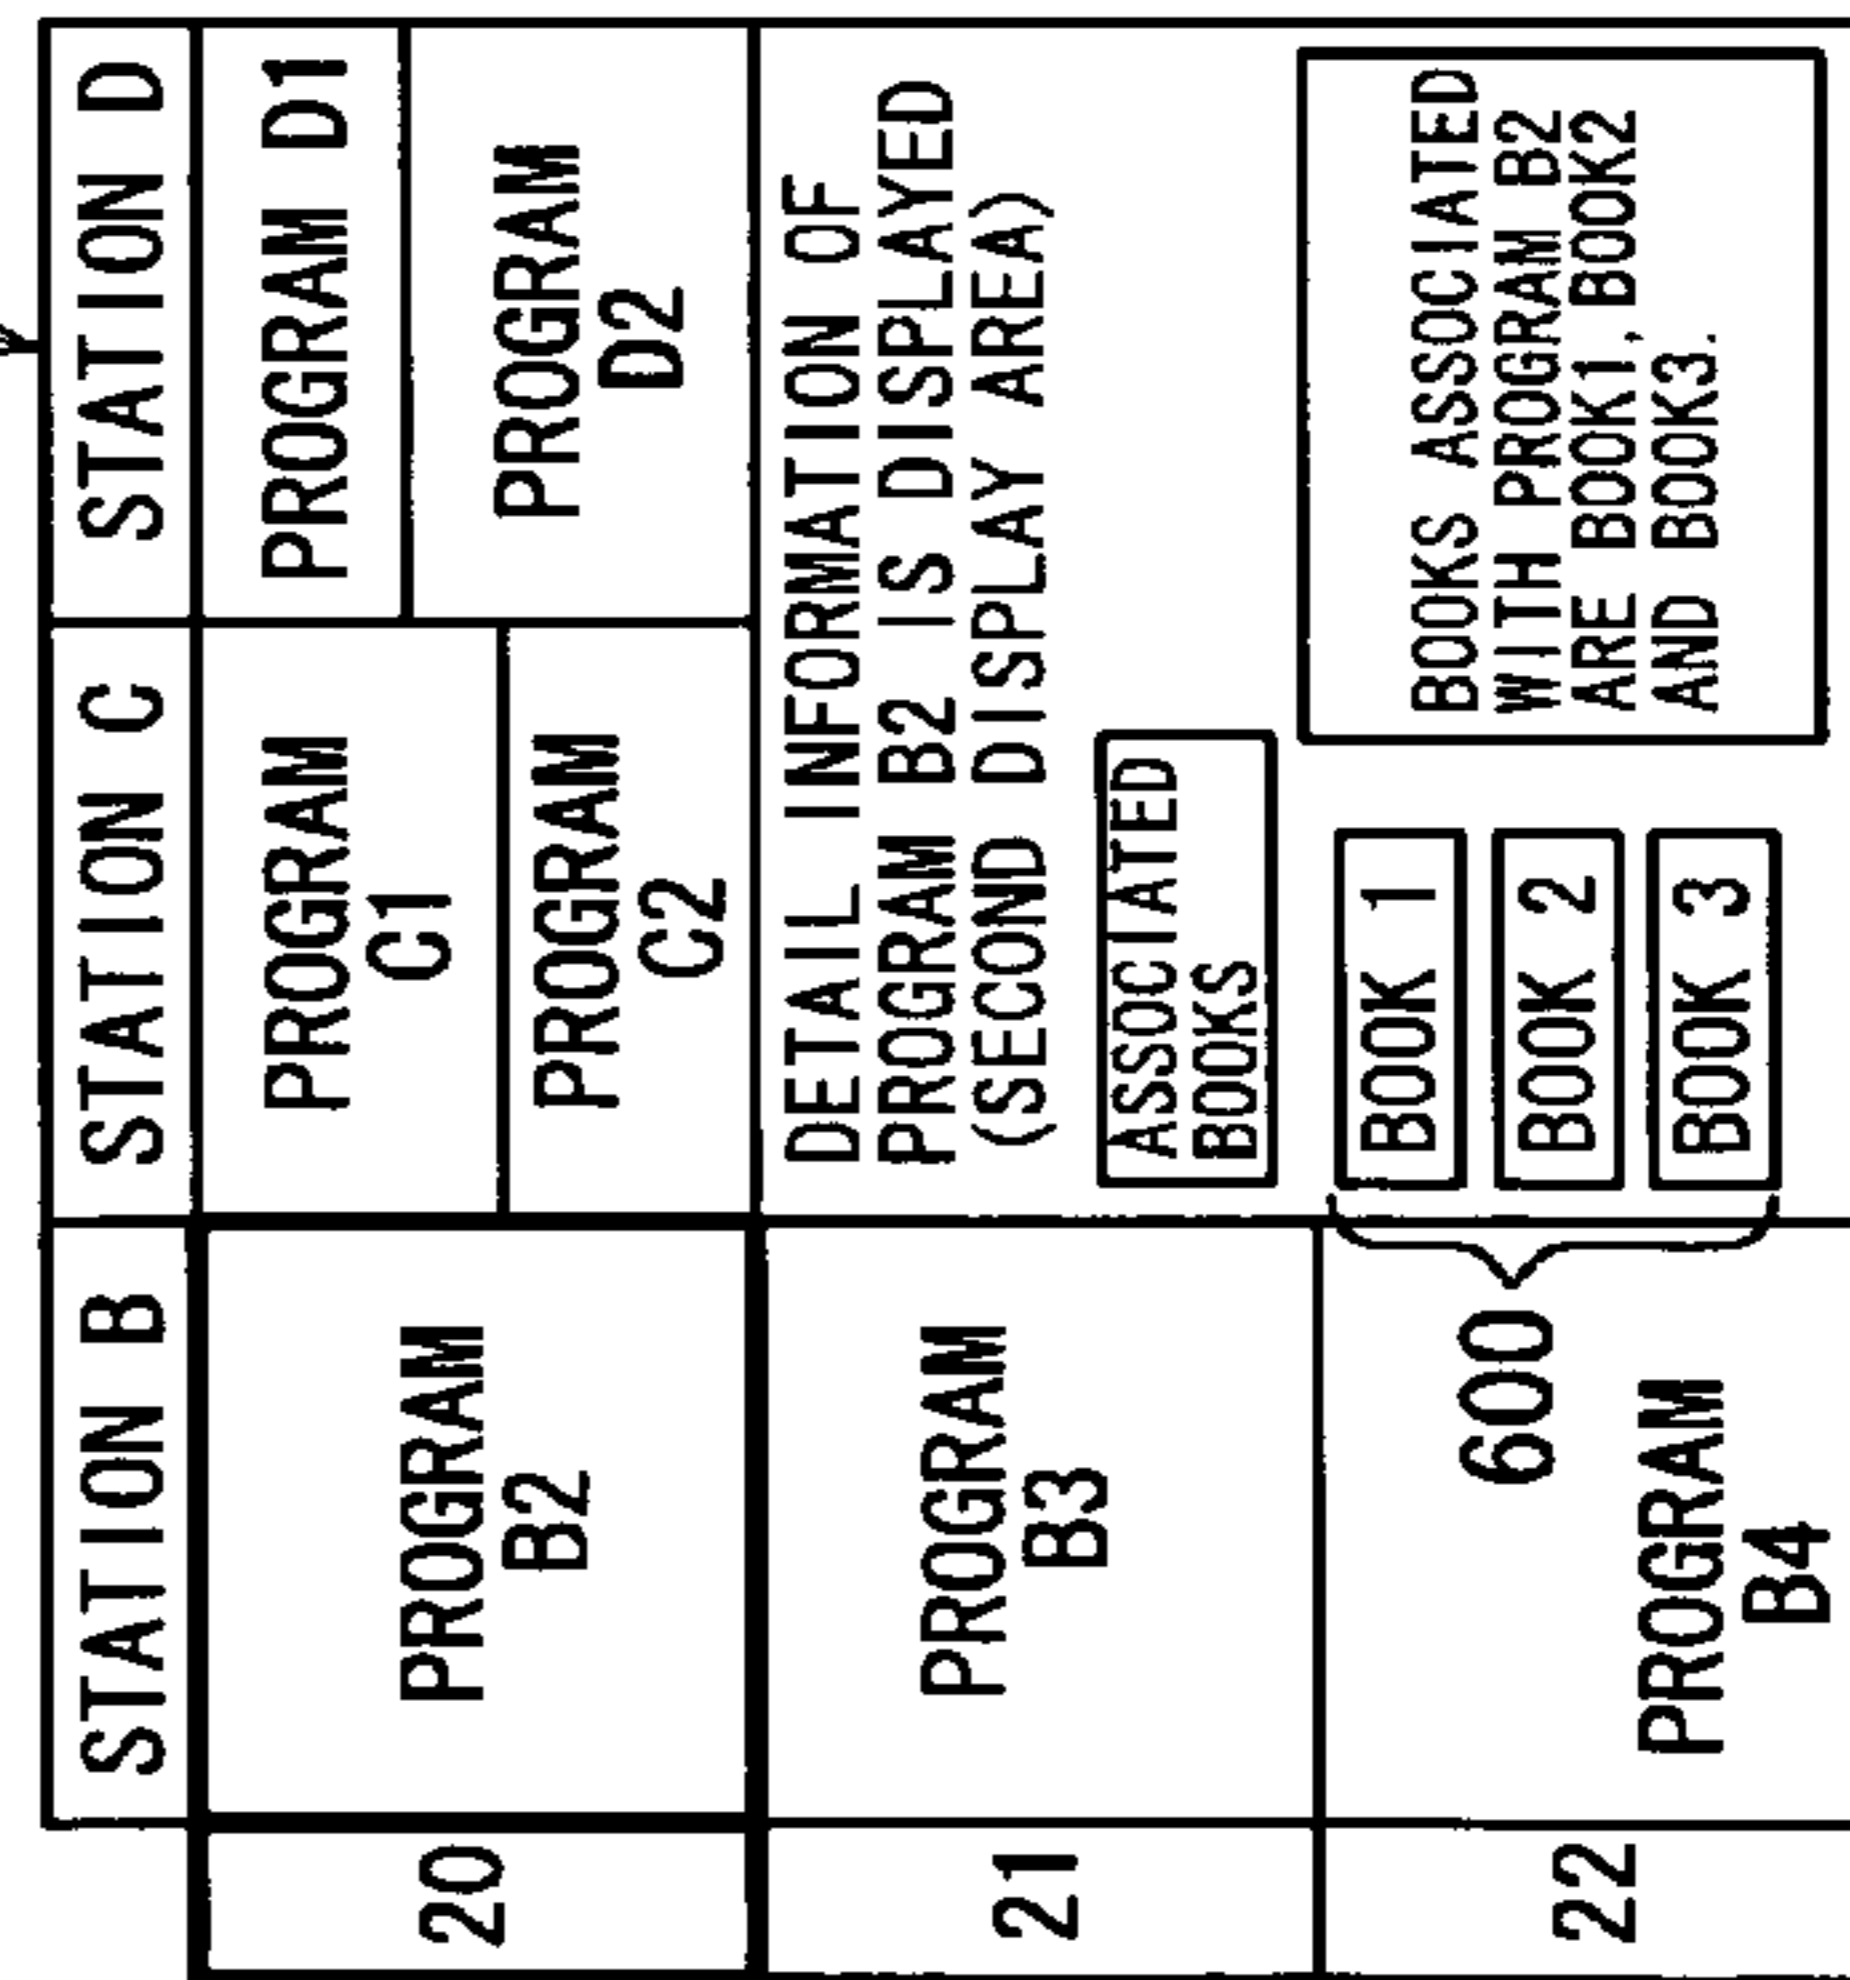 STATION B
STATION C
STATION D
20
PROGRAM
B2
PROGRAM
C1
PROGRAM D1
PROGRAM
C2
PROGRAM
D2
21
PROGRAM
B3
DETAIL INFORMATION OF
PROGRAM B2 IS DISPLAYED
(SECOND DISPLAY AREA)
ASSOCIATED
BOOKS
22
600
PROGRAM
B4
BOOK 1
BOOK 2
BOOK 3
BOOKS ASSOCIATED
WITH PROGRAM B2
ARE BOOK1, BOOK2
AND BOOK3.